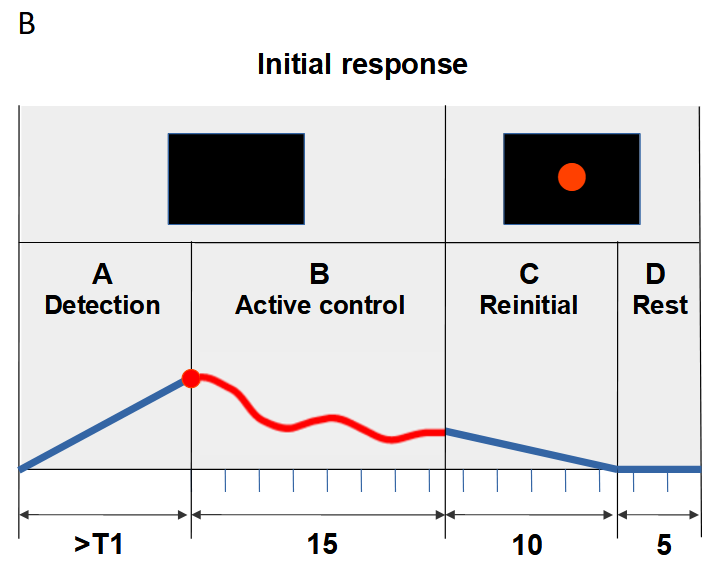 B
Initial response
A
Detection
B
Active control
C
Reinitial
D
Rest
>T1
15
10
5